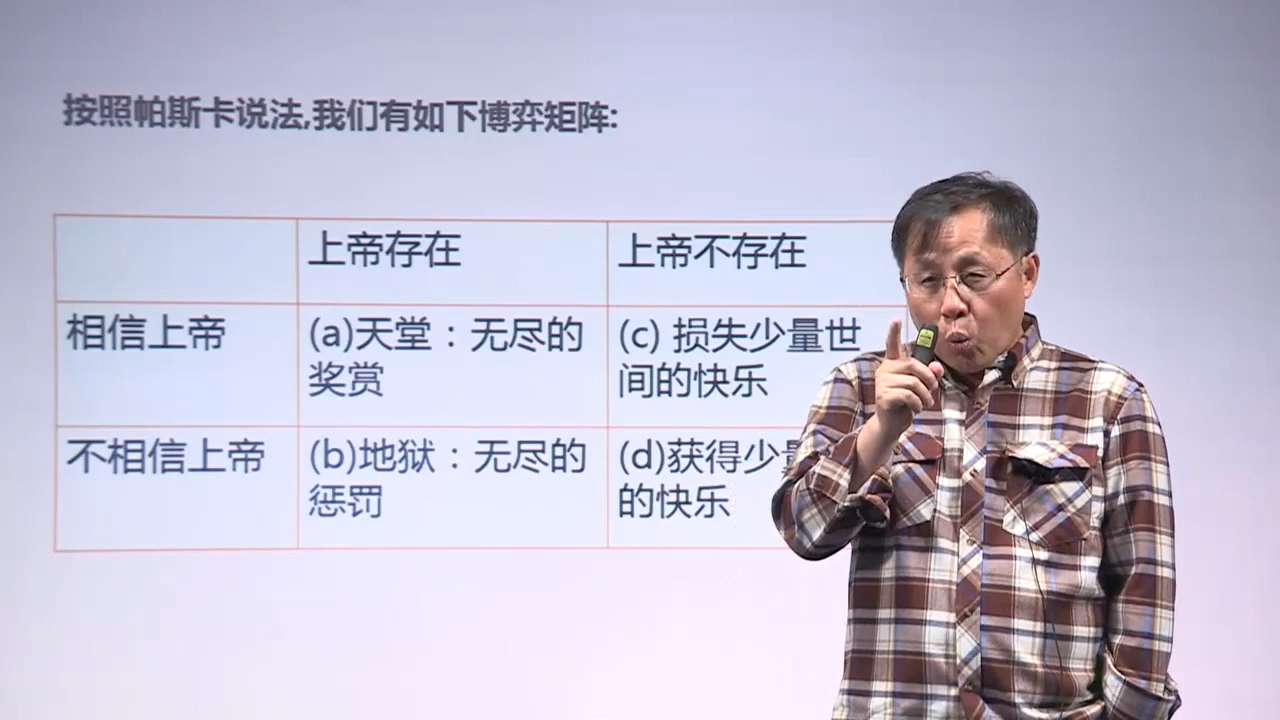 按照帕斯卡说法,我们有如下博弈矩阵:
上帝存在
上帝不存在
相信上帝
(a)天堂：无尽的
奖赏
(c) 损失少量世
间的快乐
不相信上帝
(b)地狱：无尽的
惩罚
(d)获得少
的快乐